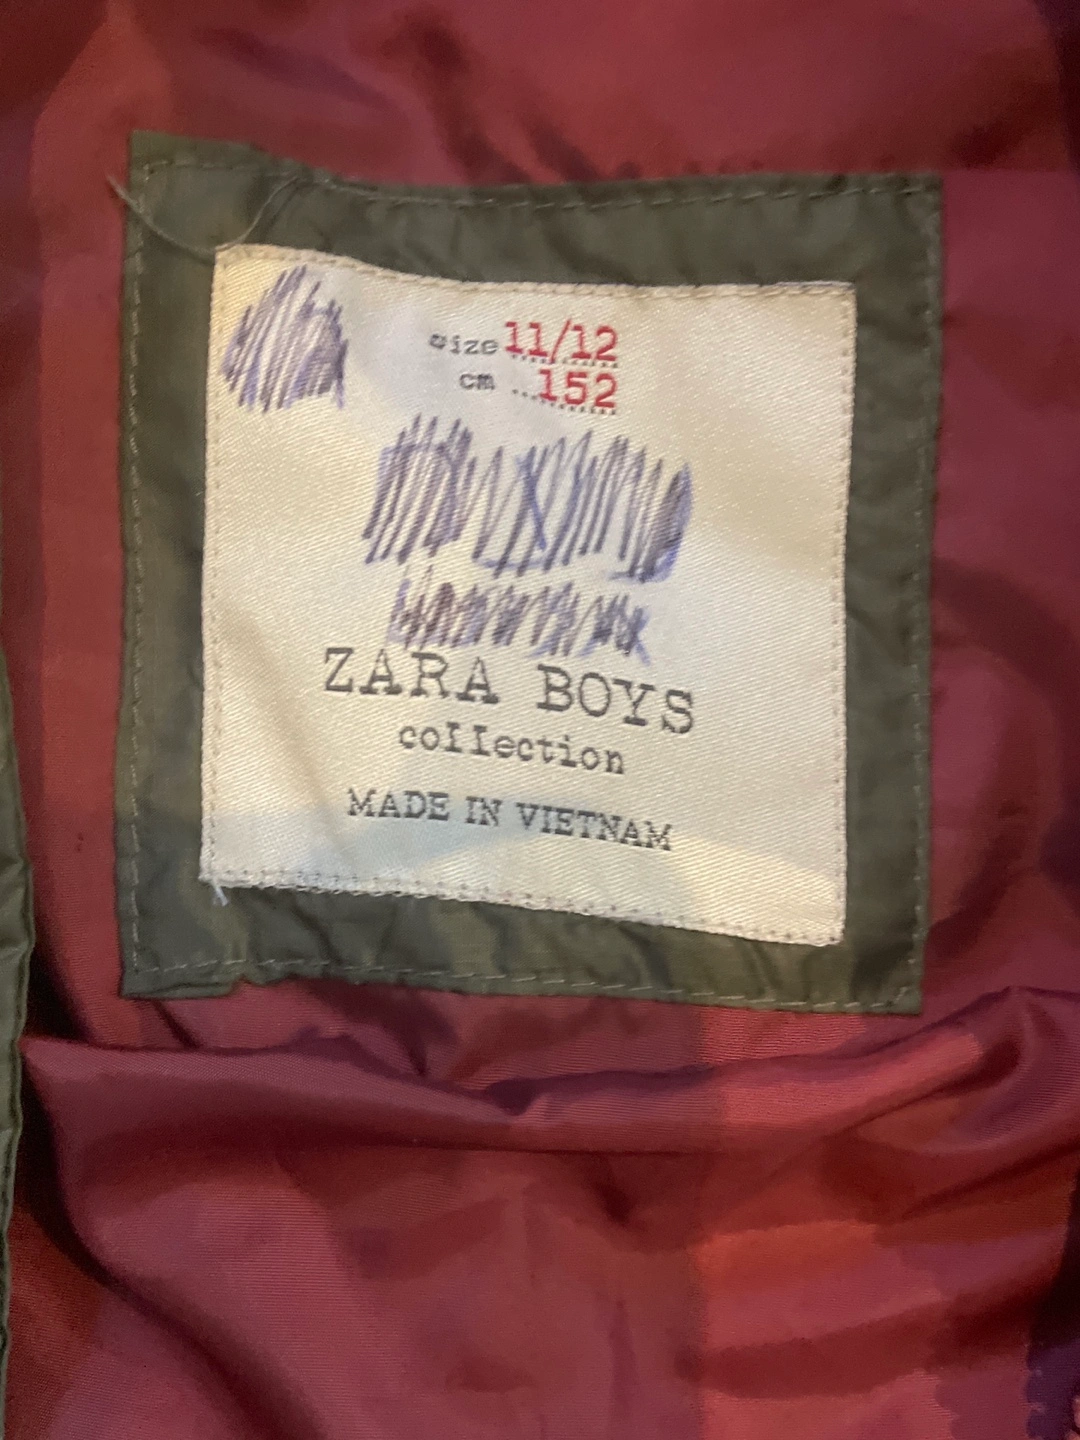 size 11/12
cm 152
ZARA BOYS
collection
MADE IN VIETNAM